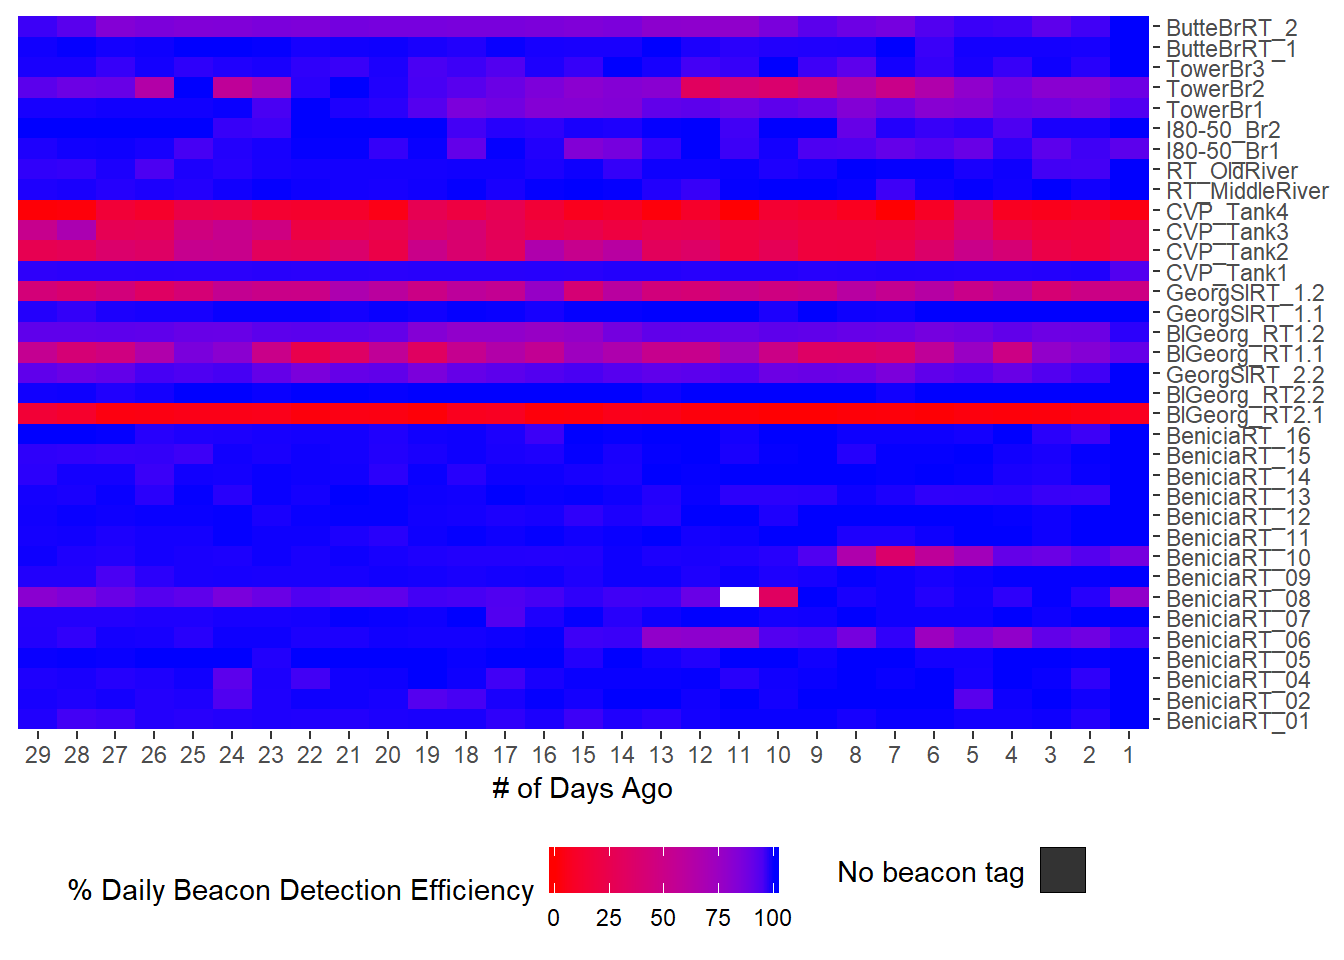 ButteBrRT_2
ButteBrRT_1
TowerBr3
TowerBr2
TowerBr1
I80-50_Br2
I80-50_Br1
RT_OldRiver
RT_MiddleRiver
CVP_Tank4
CVP_Tank3
CVP_Tank2
CVP_Tank1
GeorgSlRT_1.2
GeorgSlRT_1.1
BlGeorg_RT1.2
BlGeorg_RT1.1
GeorgSlRT_2.2
BlGeorg_RT2.2
BlGeorg_RT2.1
BeniciaRT_16
BeniciaRT_15
BeniciaRT_14
BeniciaRT_13
BeniciaRT_12
BeniciaRT_11
BeniciaRT_10
BeniciaRT_09
BeniciaRT_08
BeniciaRT_07
BeniciaRT_06
BeniciaRT_05
BeniciaRT_04
BeniciaRT_02
BeniciaRT_01
29 28 27 26 25 24 23 22 21 20 19 18 17 16 15 14 13 12 11 10 9 8 7 6 5 4 3 2 1
# of Days Ago
% Daily Beacon Detection Efficiency
0 25 50 75 100
No beacon tag